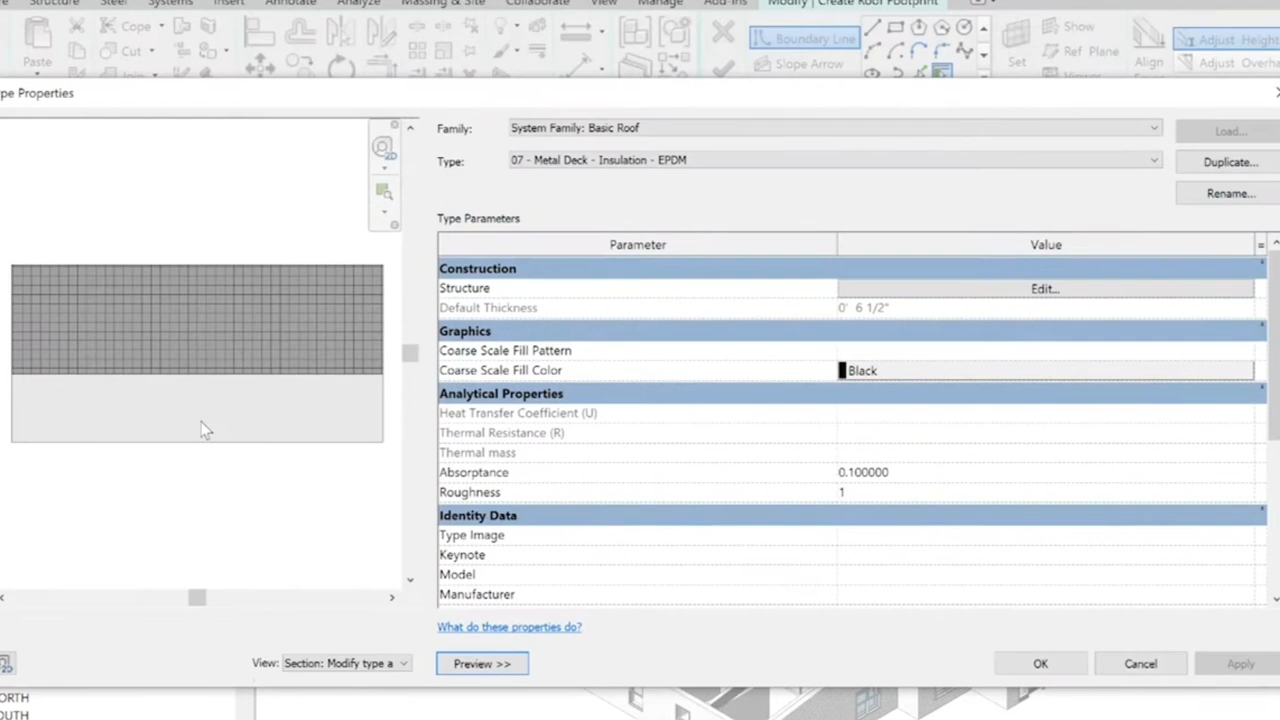 Structure Steel Systems Insert Annotate Analyze Massing & Site Collaborate View Manage Add-Ins Modify | Create Roof Footprint
Cope
Cut
Paste
Boundary Line
Slope Arrow
Show
Ref Plane
Set
Align
Adjust Height
Adjust Overha
pe Properties
Family: System Family: Basic Roof
Load...
Type: 07 - Metal Deck - Insulation - EPDM
Duplicate...
Rename...
Type Parameters
Parameter Value =
Construction
Structure Edit...
Default Thickness 0' 6 1/2"
Graphics
Coarse Scale Fill Pattern
Coarse Scale Fill Color Black
Analytical Properties
Heat Transfer Coefficient (U)
Thermal Resistance (R)
Thermal mass
Absorptance 0.100000
Roughness 1
Identity Data
Type Image
Keynote
Model
Manufacturer
What do these properties do?
View: Section: Modify type a
Preview >>
OK Cancel Apply
ORTH
OUTH
2D